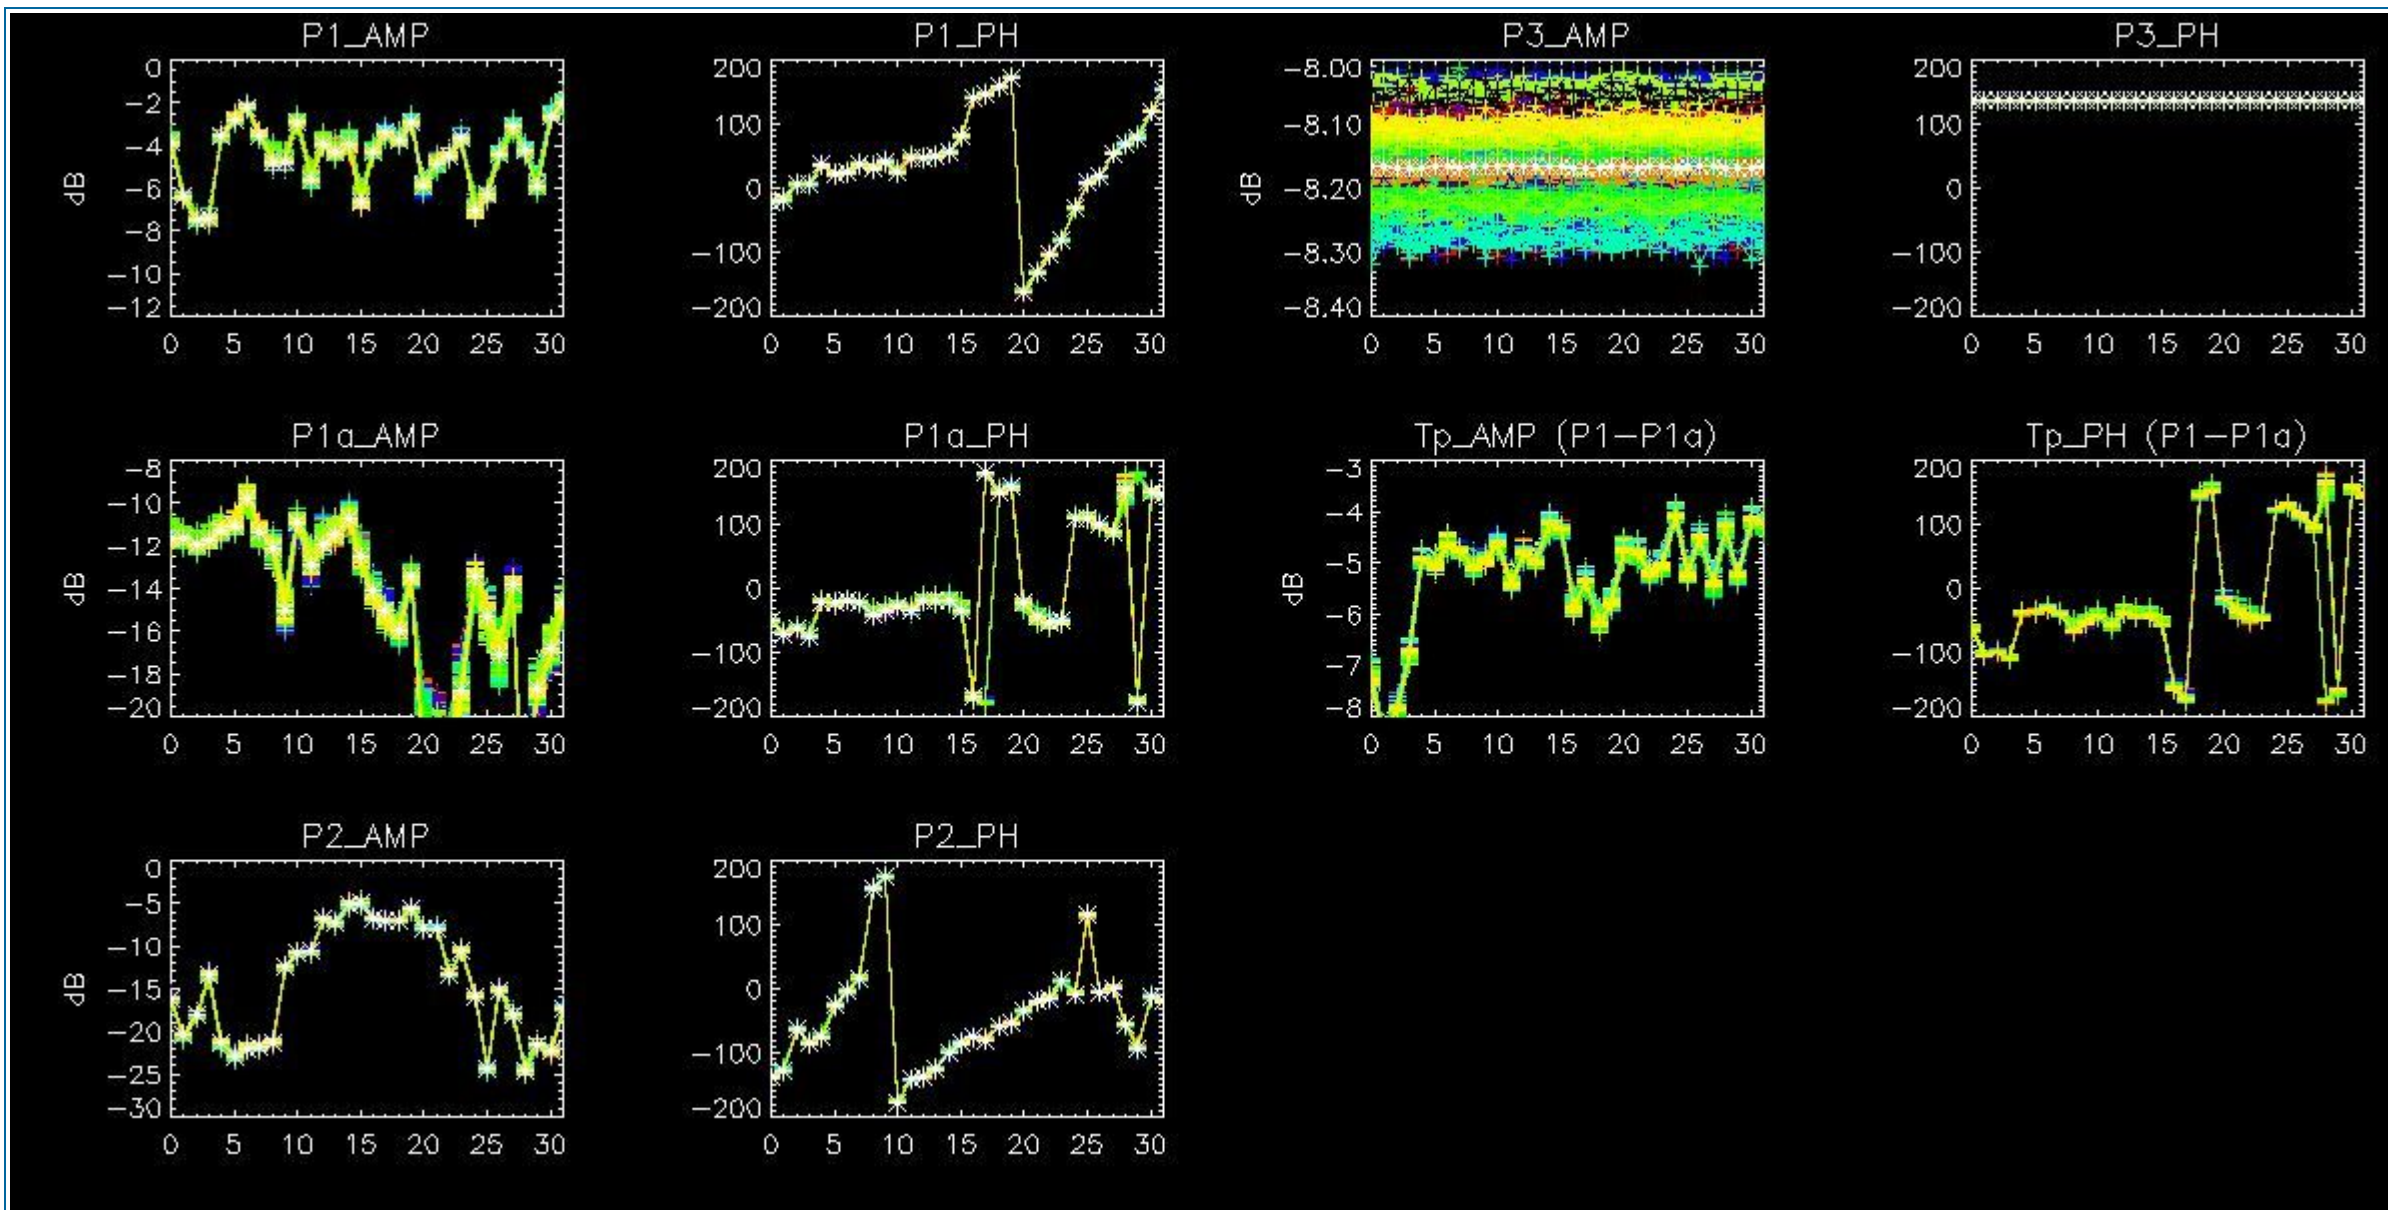 P1_AMP P1_PH P3_AMP P3_PH
0 200 -8.00 200
-2 100 -8.10 100
-4 0 -8.20 0
-6 -100 -8.30 -100
-8 -200 -8.40 -200
-10
-12
dB dB
0 5 10 15 20 25 30 0 5 10 15 20 25 30 0 5 10 15 20 25 30 0 5 10 15 20 25 30
P1a_AMP P1a_PH Tp_AMP (P1-P1a) Tp_PH (P1-P1a)
-8 200 -3 200
-10 100 -4 100
-12 0 -5 0
-14 -100 -6 -100
-16 -200 -7 -200
-18 -8
-20
dB dB
0 5 10 15 20 25 30 0 5 10 15 20 25 30 0 5 10 15 20 25 30 0 5 10 15 20 25 30
P2_AMP P2_PH
0 200
-5 100
-10 0
-15 -100
-20 -200
-25
-30
dB
0 5 10 15 20 25 30 0 5 10 15 20 25 30